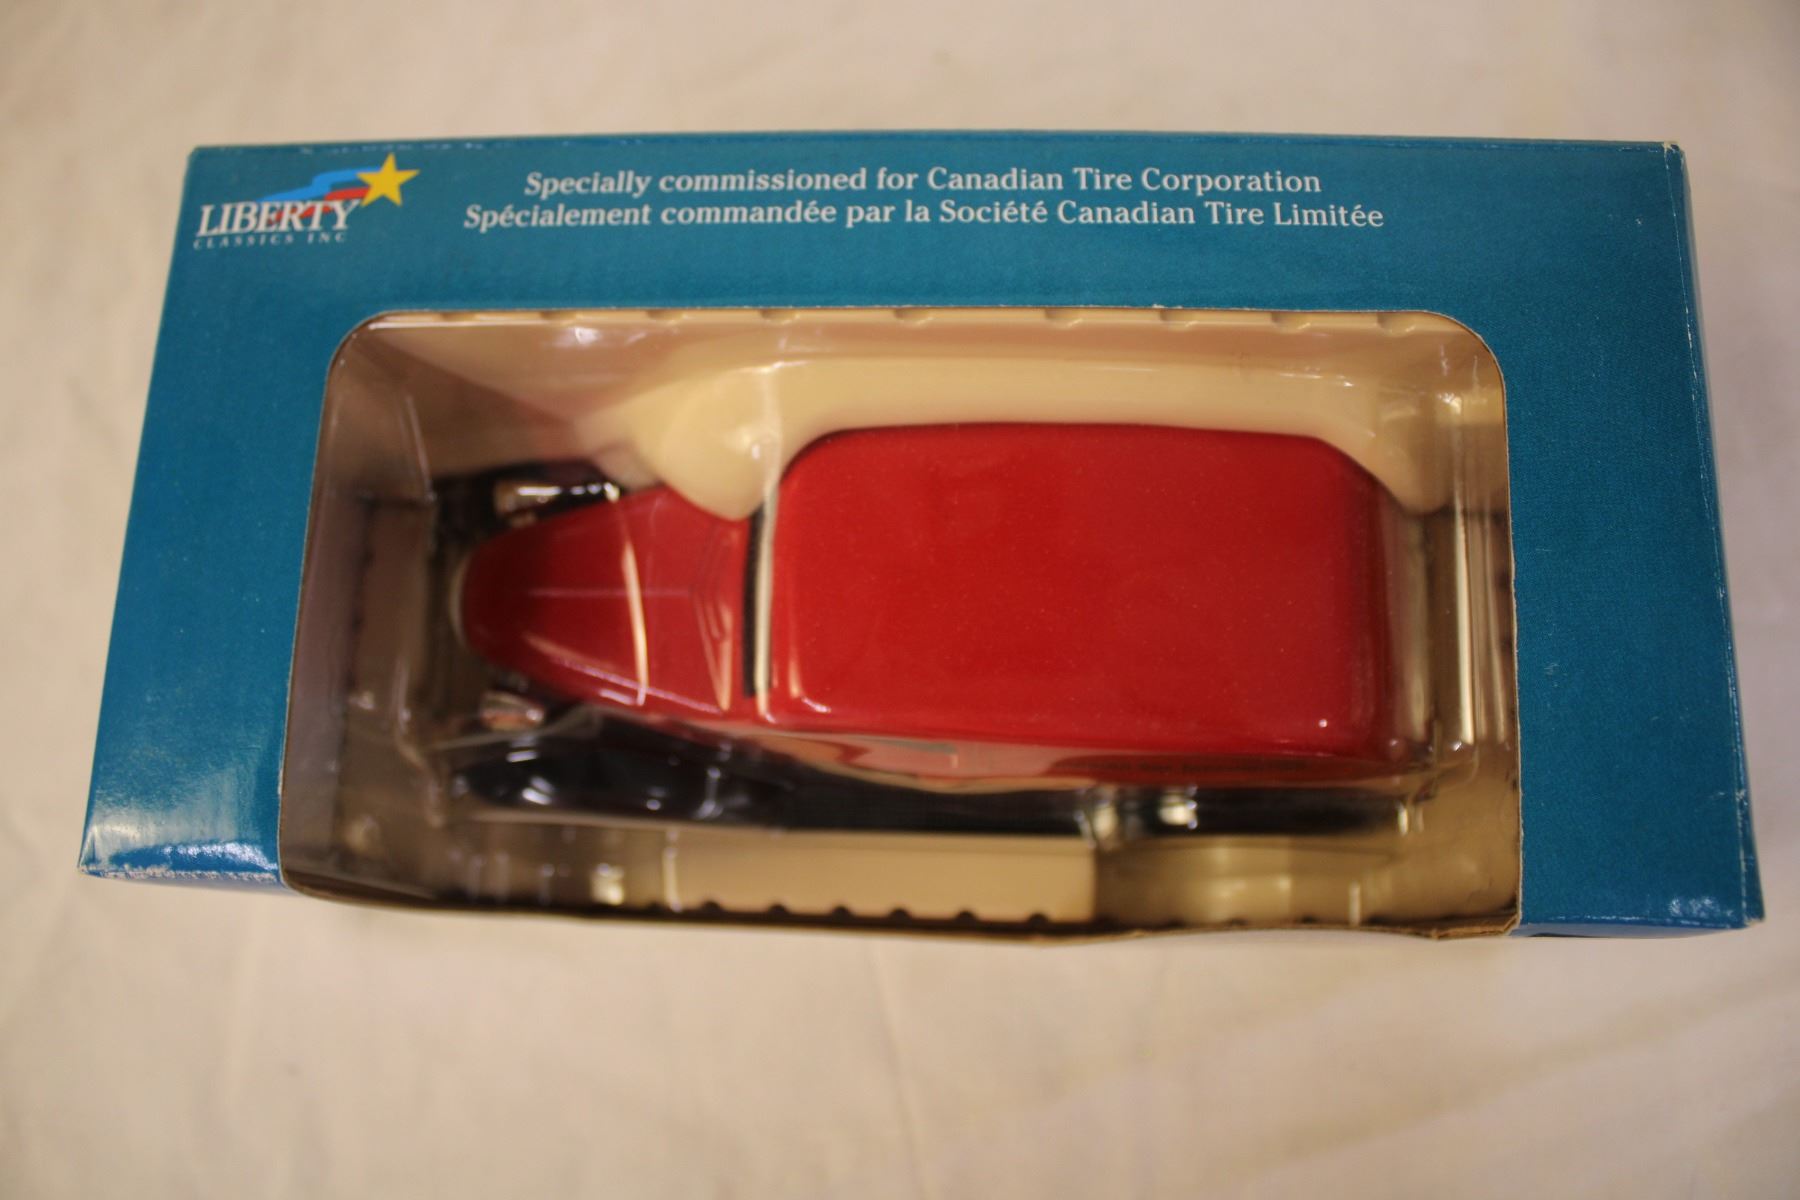 LIBERTY
CLASSICS INC
Specially commissioned for Canadian Tire Corporation
Spécialement commandée par la Société Canadian Tire Limitée